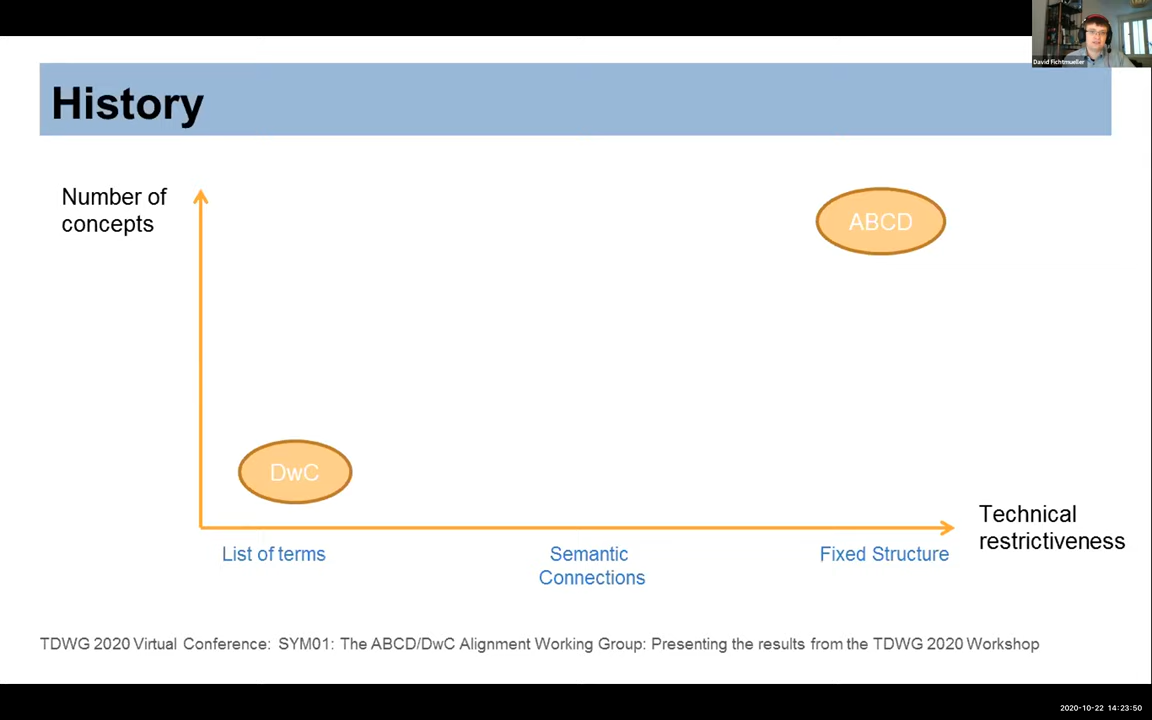 David Fichtmueller
History
Number of
concepts
ABCD
DwC
Technical
restrictiveness
List of terms
Semantic
Connections
Fixed Structure
TDWG 2020 Virtual Conference: SYM01: The ABCD/DwC Alignment Working Group: Presenting the results from the TDWG 2020 Workshop
2020-10-22 14:23:50